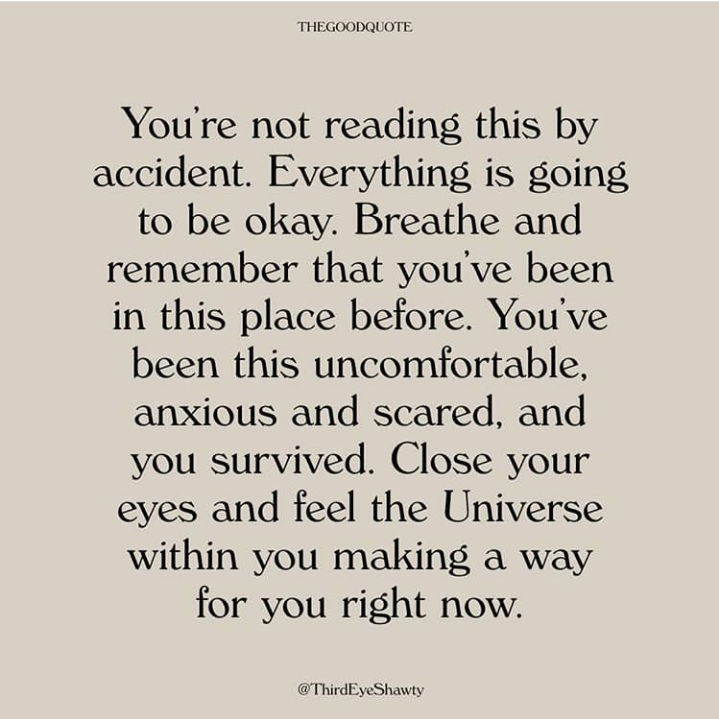 THEGOODQUOTE
You're not reading this by
accident. Everything is going
to be okay. Breathe and
remember that you've been
in this place before. You've
been this uncomfortable,
anxious and scared, and
you survived. Close your
eyes and feel the Universe
within you making a way
for you right now.
@ThirdEyeShawty